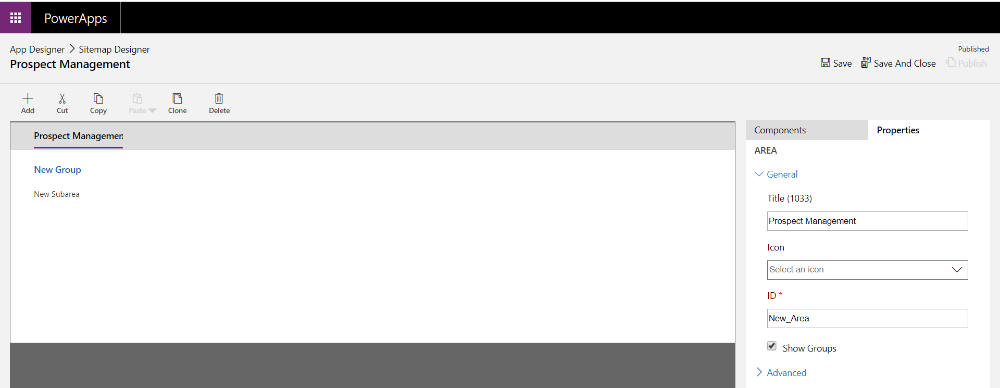 PowerApps
App Designer Sitemap Designer
Prospect Management
Published
Save Save And Close Publish
Add Cut Copy Paste Clone Delete
Prospect Managemen
New Group
New Subarea
Components Properties
AREA
General
Title (1033)
Prospect Management
Icon
Select an icon
ID *
New_Area
Show Groups
Advanced